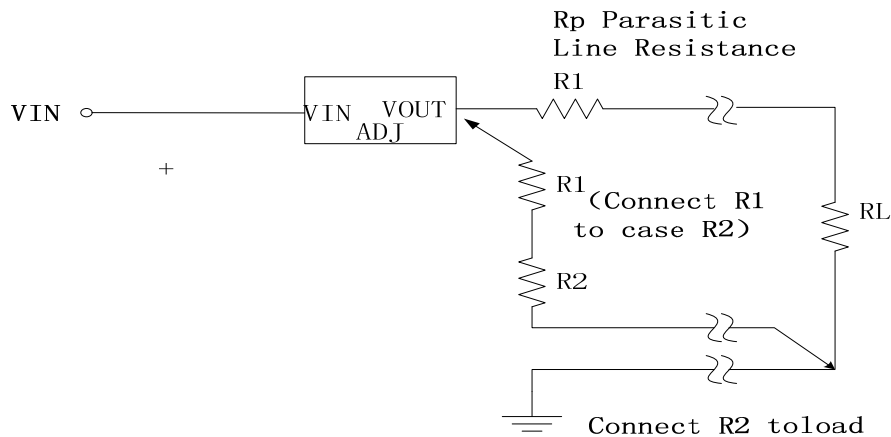 Rp Parasitic
Line Resistance
R1
VIN
VIN
VOUT
ADJ
+
R1
(Connect R1
to case R2)
RL
R2
Connect R2 toload